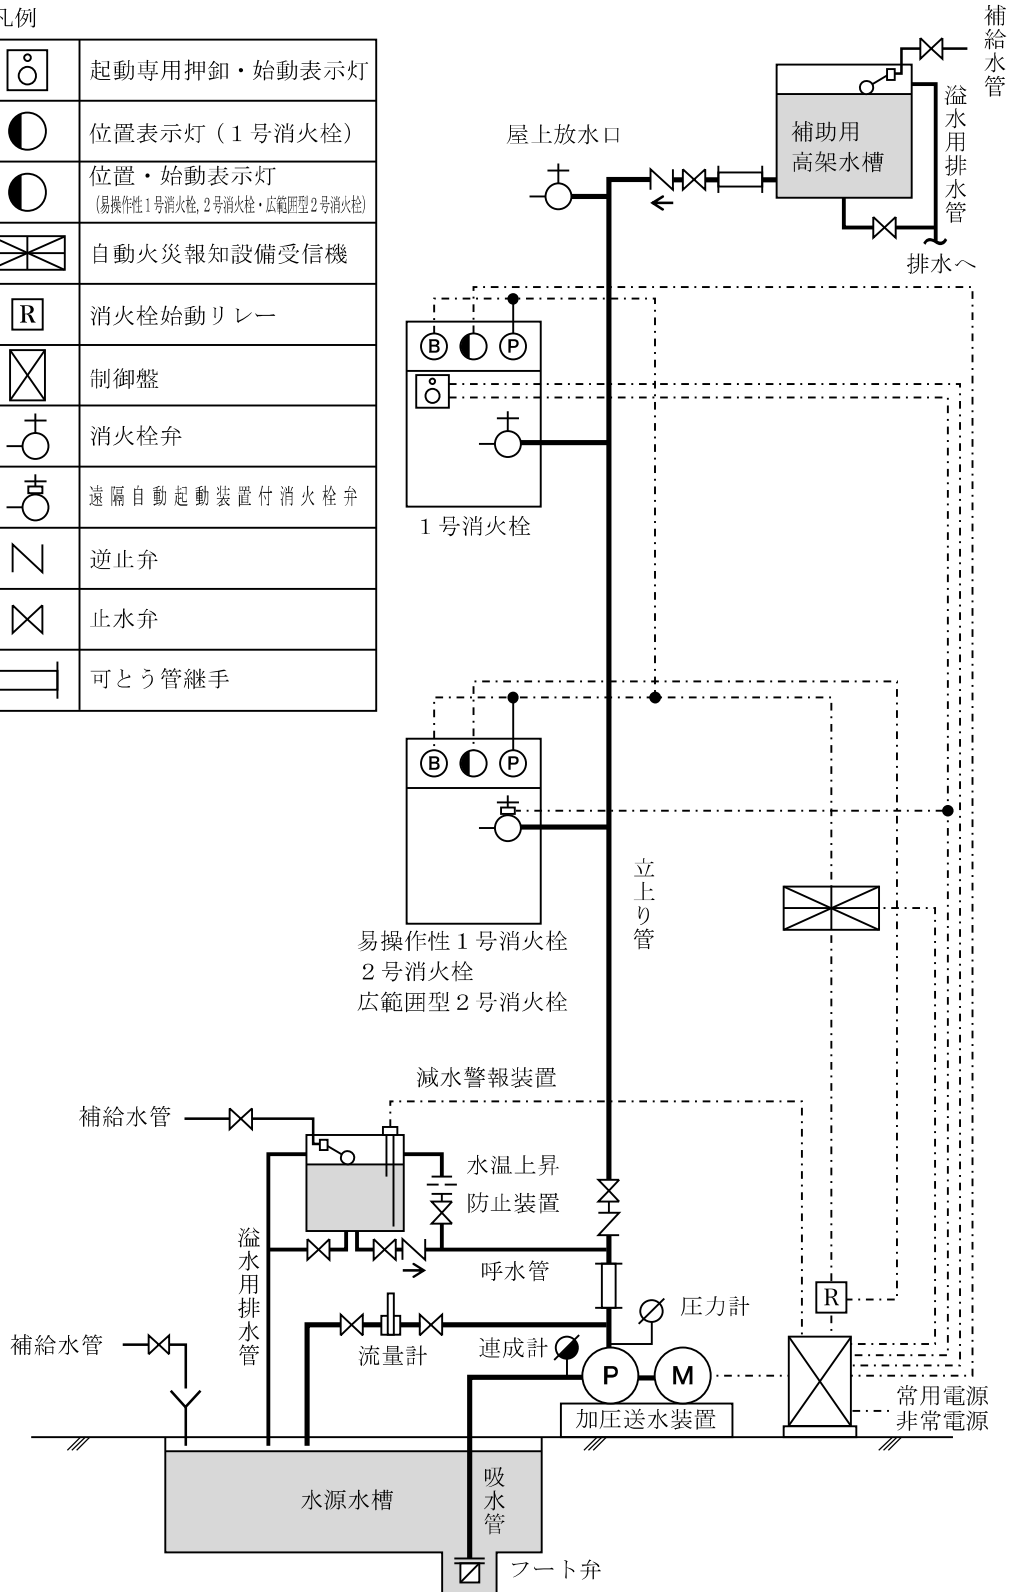 凡例
起動専用押釦・始動表示灯
位置表示灯（１号消火栓）
位置・始動表示灯
（易操作性１号消火栓，２号消火栓・広範囲型２号消火栓）
自動火災報知設備受信機
R
消火栓始動リレー
制御盤
消火栓弁
遠隔自動起動装置付消火栓弁
逆止弁
止水弁
可とう管継手
補給水管
溢水用排水管
補助用
高架水槽
排水へ
屋上放水口
B
P
１号消火栓
B
P
易操作性１号消火栓
２号消火栓
広範囲型２号消火栓
立上り管
減水警報装置
補給水管
水温上昇
防止装置
溢水用排水管
呼水管
補給水管
流量計
連成計
圧力計
P
M
加圧送水装置
R
常用電源
非常電源
水源水槽
吸水管
フート弁